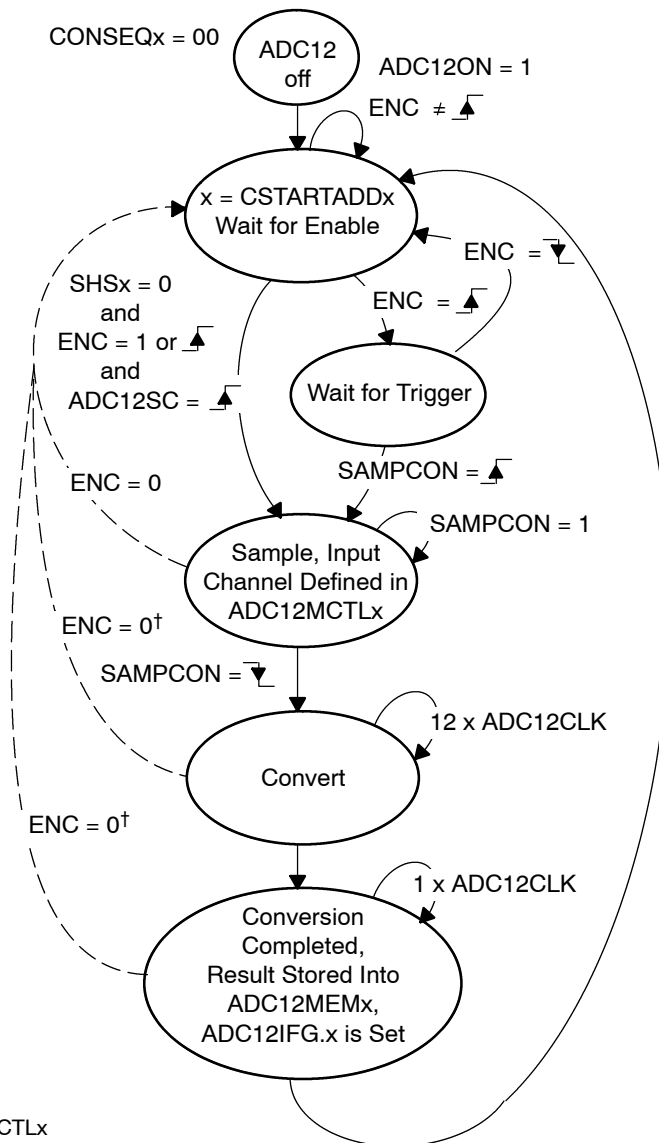 CONSEQx = 00
ADC12
off
ADC12ON = 1
ENC ≠
x = CSTARTADDx
Wait for Enable
ENC =
SHSx = 0
and
ENC = 1 or
and
ADC12SC =
ENC =
Wait for Trigger
SAMPCON =
ENC = 0
SAMPCON = 1
Sample, Input
Channel Defined in
ADC12MCTLx
ENC = 0†
SAMPCON =
12 x ADC12CLK
Convert
ENC = 0†
1 x ADC12CLK
Conversion
Completed,
Result Stored Into
ADC12MEMx,
ADC12IFG.x is Set
CTLx